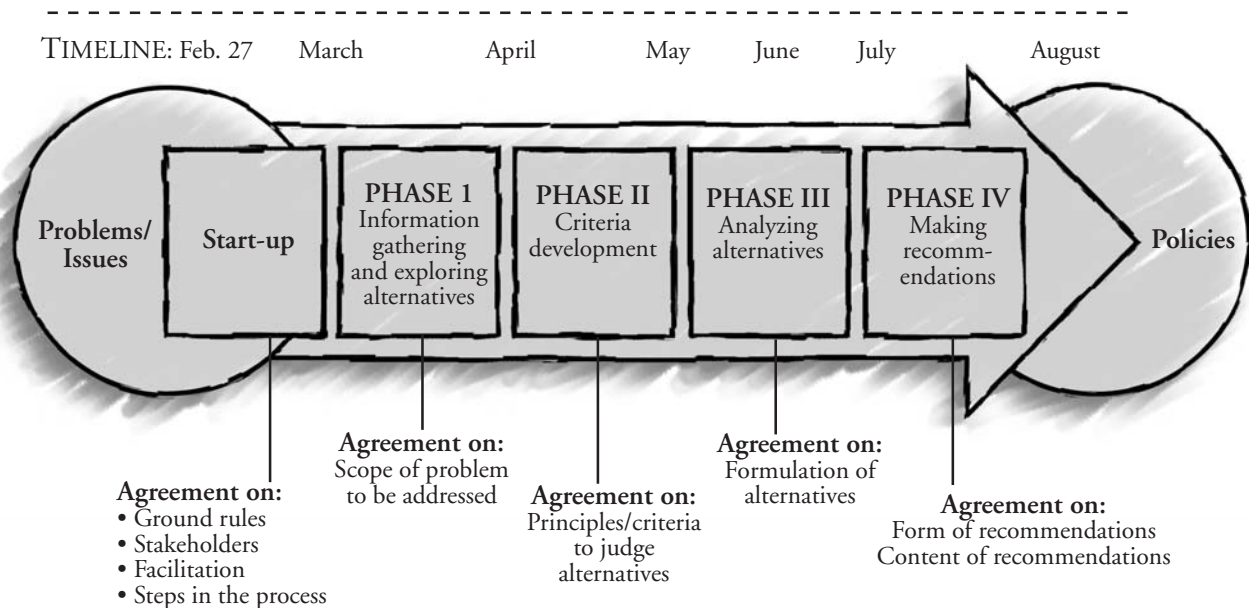 TIMELINE: Feb. 27 March April May June July August
Problems/
Issues
Start-up
PHASE 1
Information
gathering
and exploring
alternatives
PHASE II
Criteria
development
PHASE III
Analyzing
alternatives
PHASE IV
Making
recomm-
endations
Policies
Agreement on:
• Ground rules
• Stakeholders
• Facilitation
• Steps in the process
Agreement on:
Scope of problem
to be addressed
Agreement on:
Principles/criteria
to judge
alternatives
Agreement on:
Formulation of
alternatives
Agreement on:
Form of recommendations
Content of recommendations